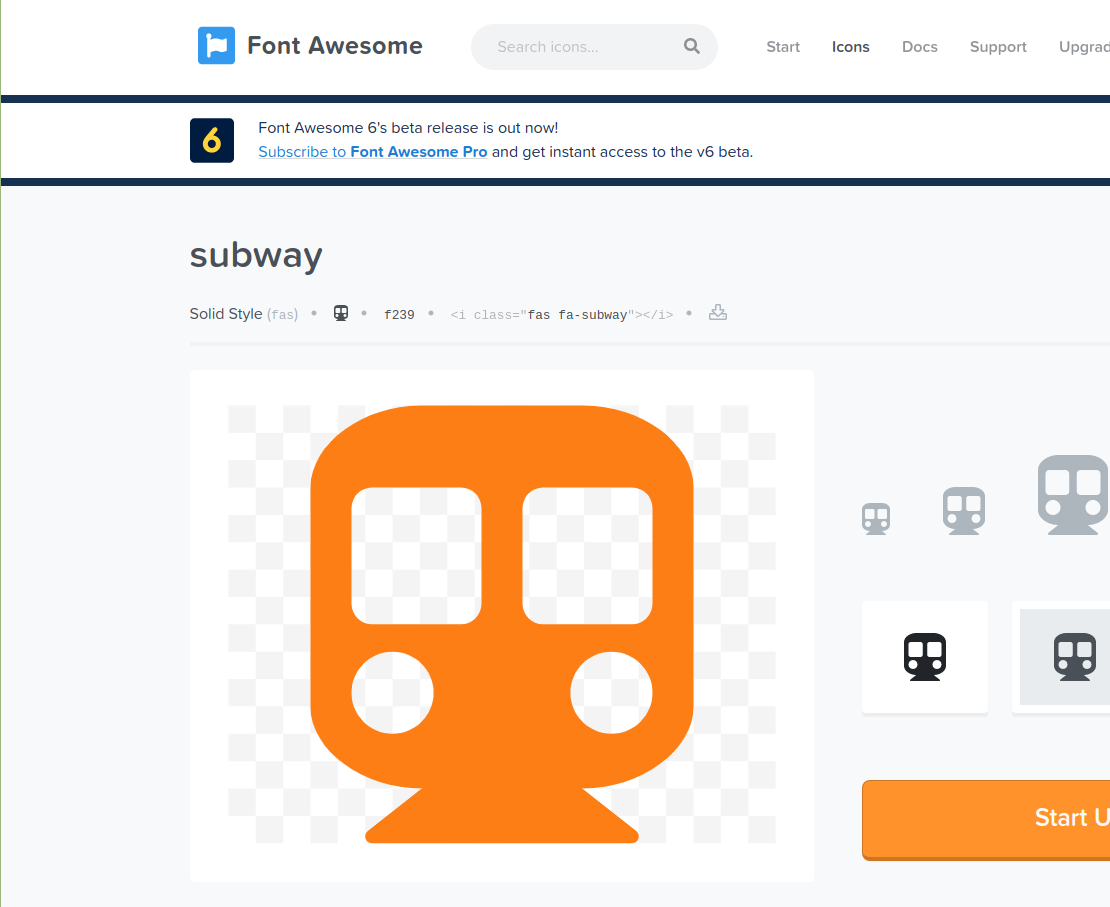 Font Awesome
Search icons...
Start
Icons
Docs
Support
Upgrad
6
Font Awesome 6's beta release is out now!
Subscribe to Font Awesome Pro and get instant access to the v6 beta.
subway
Solid Style (fas) • • f239 • <i class="fas fa-subway"></i> •
Start U